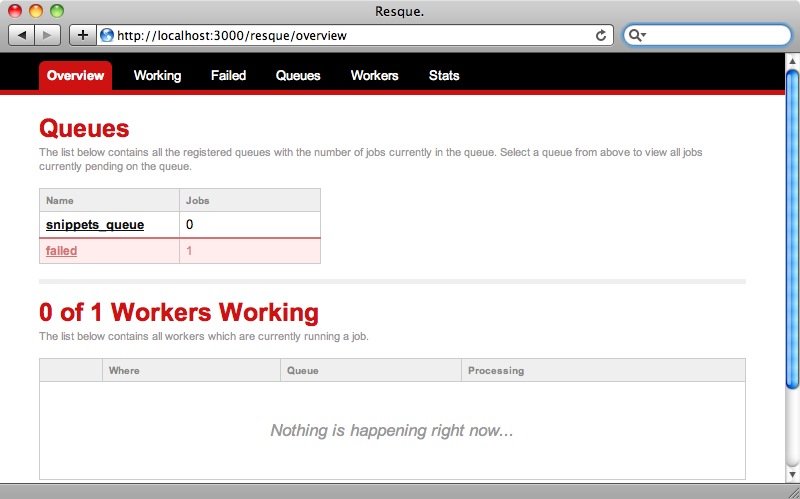 Resque.
http://localhost:3000/resque/overview
Overview Working Failed Queues Workers Stats
Queues
The list below contains all the registered queues with the number of jobs currently in the queue. Select a queue from above to view all jobs
currently pending on the queue.
Name Jobs
snippets_queue 0
failed 1
0 of 1 Workers Working
The list below contains all workers which are currently running a job.
Where Queue Processing
Nothing is happening right now...